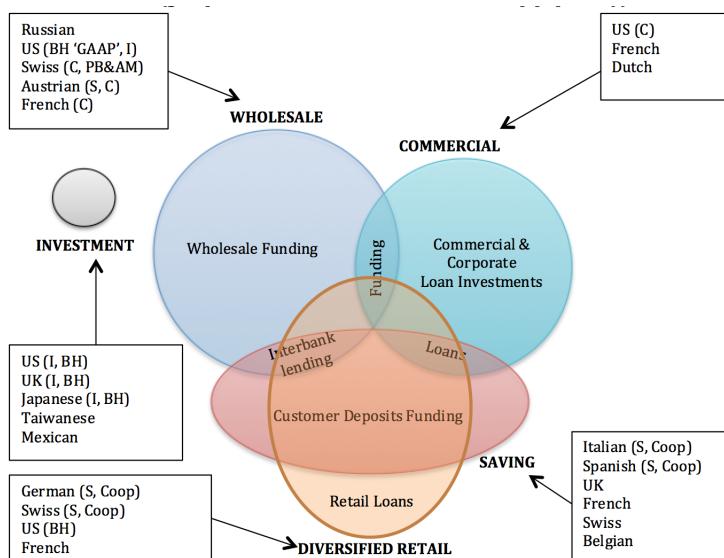 Russian
US (BH ‘GAAP’, I)
Swiss (C, PB&AM)
Austrian (S, C)
French (C)
US (C)
French
Dutch
WHOLESALE
COMMERCIAL
INVESTMENT
Wholesale Funding
Funding
Commercial &
Corporate
Loan Investments
US (I, BH)
UK (I, BH)
Japanese (I, BH)
Taiwanese
Mexican
Interbank
lending
Loans
Customer Deposits Funding
SAVING
Italian (S, Coop)
Spanish (S, Coop)
UK
French
Swiss
Belgian
German (S, Coop)
Swiss (S, Coop)
US (BH)
French
Retail Loans
DIVERSIFIED RETAIL